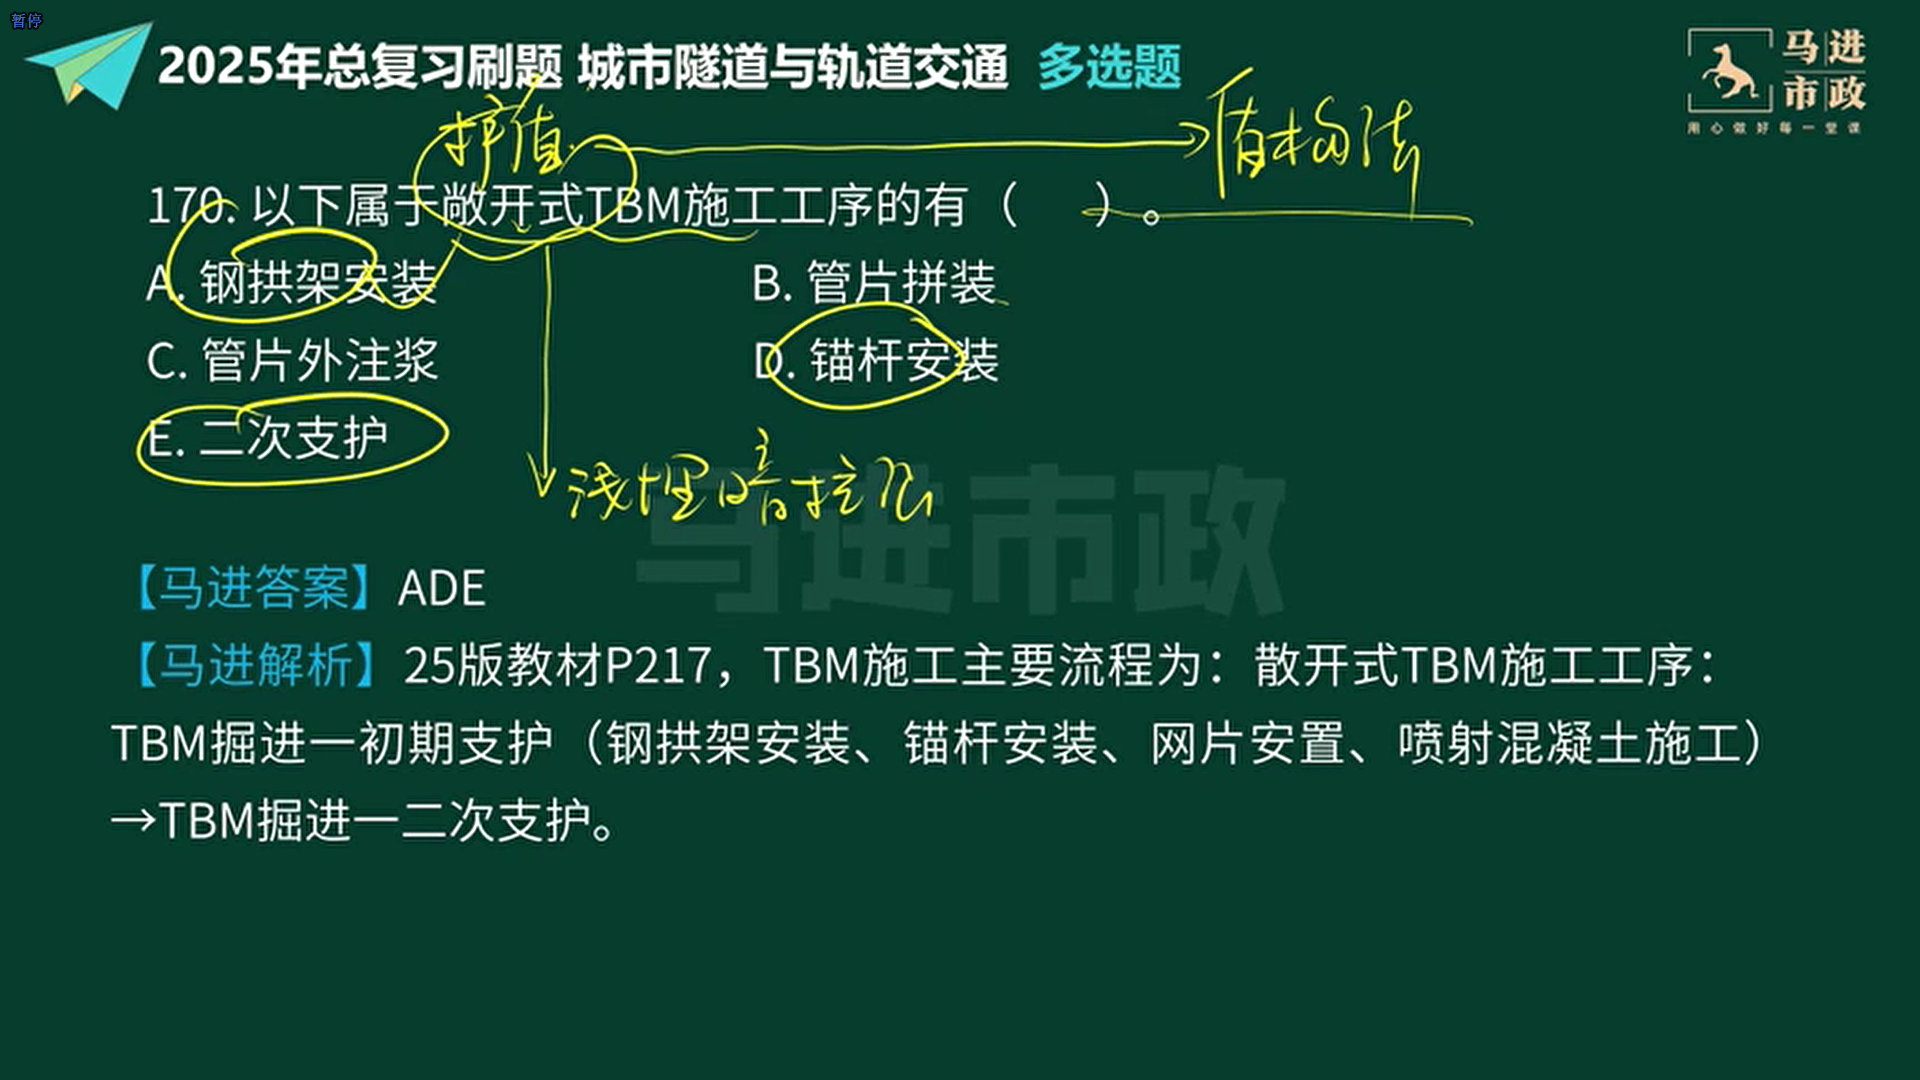 暂停
2025年总复习刷题 城市隧道与轨道交通 多选题
马进
市政
用心做好每一堂课
护盾 盾构法
170. 以下属于敞开式TBM施工工序的有（ ）。
A. 钢拱架安装 B. 管片拼装
C. 管片外注浆 D. 锚杆安装
E. 二次支护
浅埋暗挖法
马进市政
【马进答案】ADE
【马进解析】25版教材P217，TBM施工主要流程为：散开式TBM施工工序：
TBM掘进一初期支护（钢拱架安装、锚杆安装、网片安置、喷射混凝土施工）
→TBM掘进一二次支护。